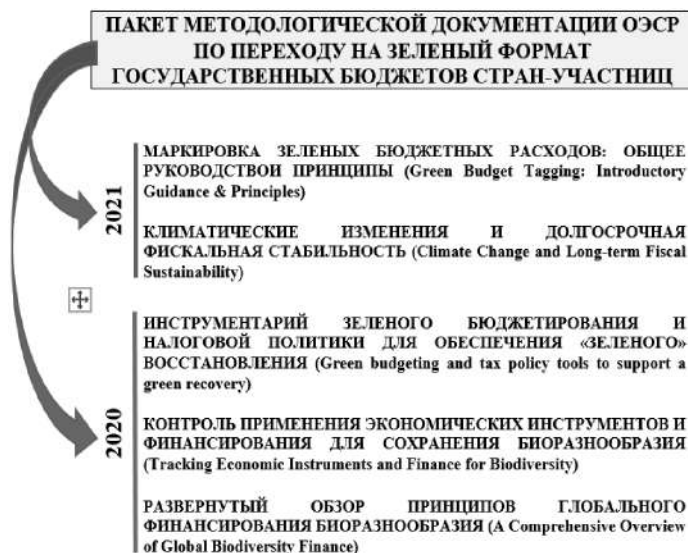 ПАКЕТ МЕТОДОЛОГИЧЕСКОЙ ДОКУМЕНТАЦИИ ОЭСР
ПО ПЕРЕХОДУ НА ЗЕЛЕНЫЙ ФОРМАТ
ГОСУДАРСТВЕННЫХ БЮДЖЕТОВ СТРАН-УЧАСТНИЦ
2021
МАРКИРОВКА ЗЕЛЕНЫХ БЮДЖЕТНЫХ РАСХОДОВ: ОБЩЕЕ
РУКОВОДСТВОИ ПРИНЦИПЫ (Green Budget Tagging: Introductory
Guidance & Principles)
КЛИМАТИЧЕСКИЕ ИЗМЕНЕНИЯ И ДОЛГОСРОЧНАЯ
ФИСКАЛЬНАЯ СТАБИЛЬНОСТЬ (Climate Change and Long-term Fiscal
Sustainability)
2020
ИНСТРУМЕНТАРИЙ ЗЕЛЕНОГО БЮДЖЕТИРОВАНИЯ И
НАЛОГОВОЙ ПОЛИТИКИ ДЛЯ ОБЕСПЕЧЕНИЯ «ЗЕЛЕНОГО»
ВОССТАНОВЛЕНИЯ (Green budgeting and tax policy tools to support a
green recovery)
КОНТРОЛЬ ПРИМЕНЕНИЯ ЭКОНОМИЧЕСКИХ ИНСТРУМЕНТОВ И
ФИНАНСИРОВАНИЯ ДЛЯ СОХРАНЕНИЯ БИОРАЗНООБРАЗИЯ
(Tracking Economic Instruments and Finance for Biodiversity)
РАЗВЕРНУТЫЙ ОБЗОР ПРИНЦИПОВ ГЛОБАЛЬНОГО
ФИНАНСИРОВАНИЯ БИОРАЗНООБРАЗИЯ (A Comprehensive Overview
of Global Biodiversity Finance)